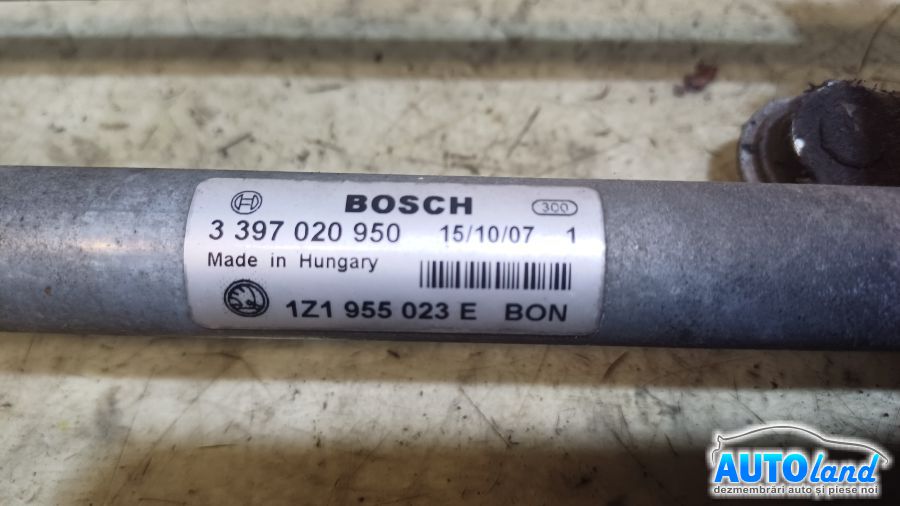 BOSCH 300
3 397 020 950 15/10/07 1
Made in Hungary
1Z1 955 023 E BON
AUTOland
dezmembrări auto și piese noi